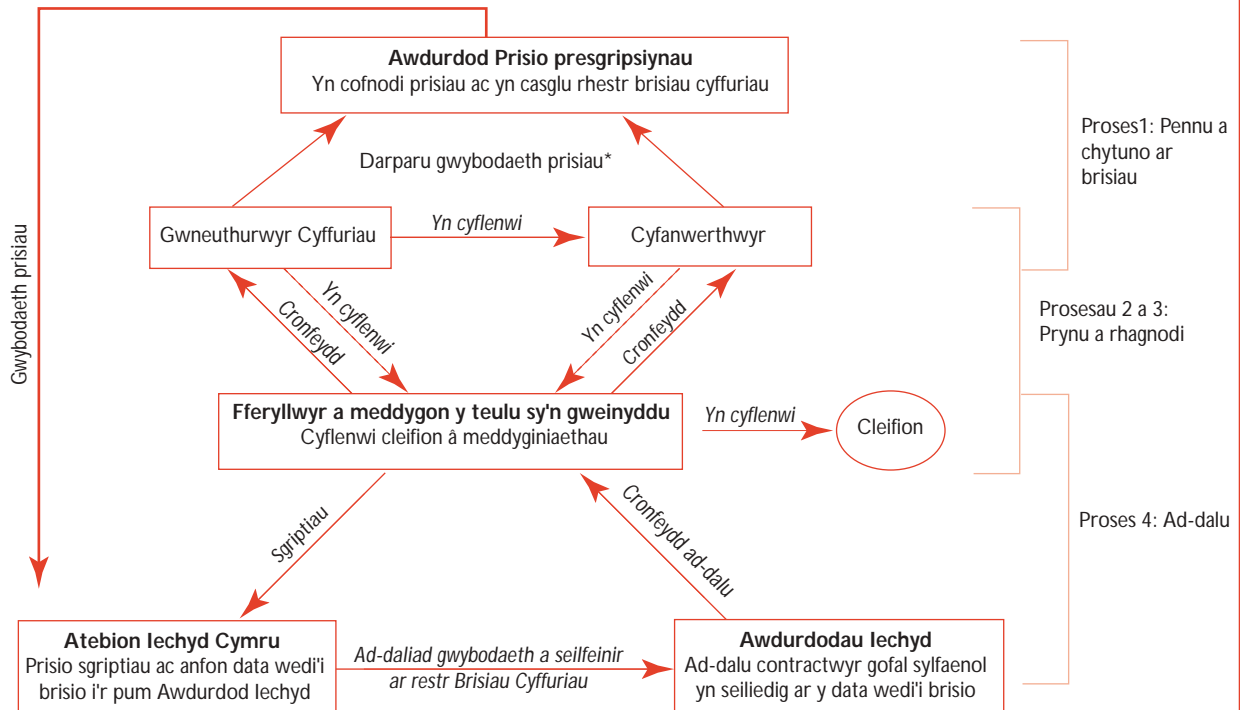 Awdurdod Prisio presgripsiynau
Yn cofnodi prisiau ac yn casglu rhestr brisiau cyffuriau
Proses1: Pennu a
chytuno ar
brisiau
Darparu gwybodaeth prisiau*
Gwybodaeth prisiau
Gwneuthurwyr Cyffuriau
Yn cyflenwi
Cyfanwerthwyr
Cronfeydd
Yn cyflenwi
Yn cyflenwi
Cronfeydd
Prosesau 2 a 3:
Prynu a rhagnodi
Fferyllwyr a meddygon y teulu sy'n gweinyddu
Cyflenwi cleifion â meddyginiaethau
Yn cyflenwi
Cleifion
Sgriptiau
Cronfeydd ad-dalu
Proses 4: Ad-dalu
Atebion Iechyd Cymru
Prisio sgriptiau ac anfon data wedi'i
brisio i'r pum Awdurdod Iechyd
Ad-daliad gwybodaeth a seilfeinir
ar restr Brisiau Cyffuriau
Awdurdodau Iechyd
Ad-dalu contractwyr gofal sylfaenol
yn seiliedig ar y data wedi'i brisio